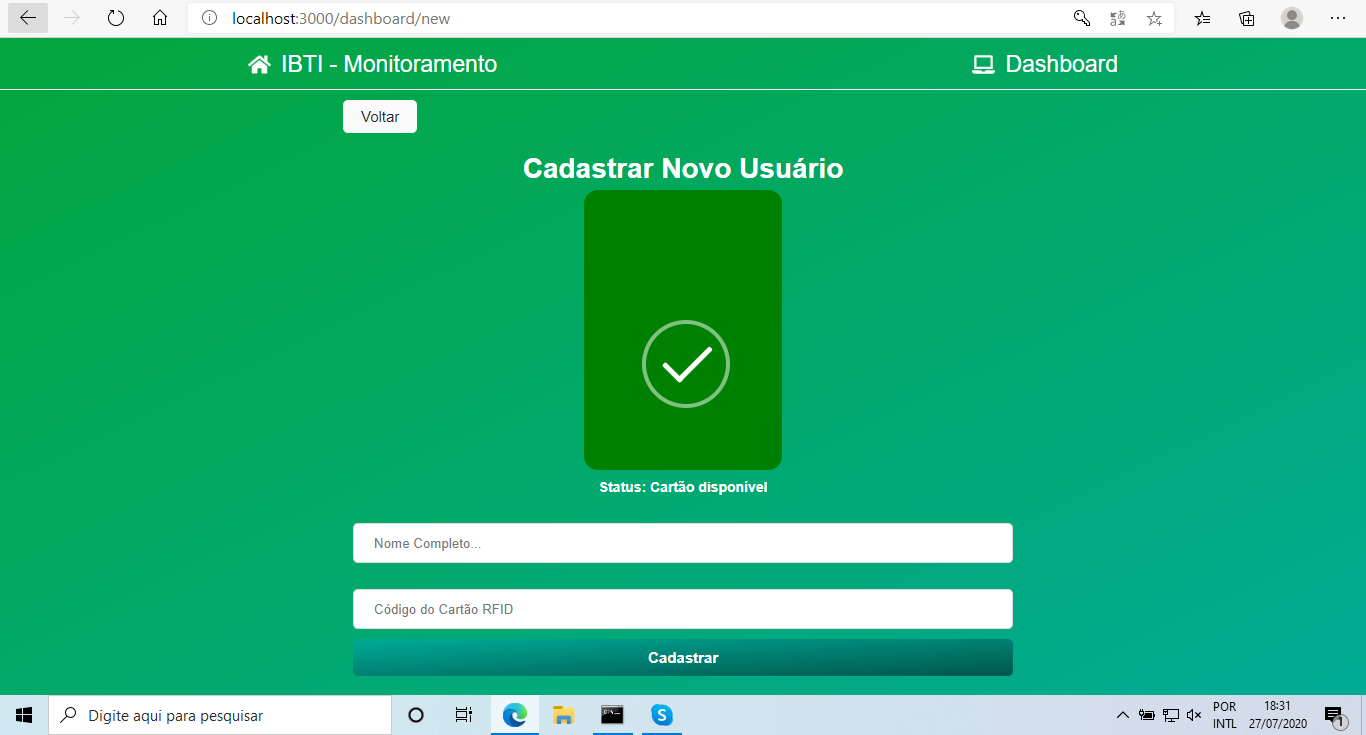 localhost:3000/dashboard/new
IBTI - Monitoramento
Dashboard
Voltar
Cadastrar Novo Usuário
Status: Cartão disponível
Nome Completo...
Código do Cartão RFID
Cadastrar
Digite aqui para pesquisar
POR
INTL
18:31
27/07/2020
1